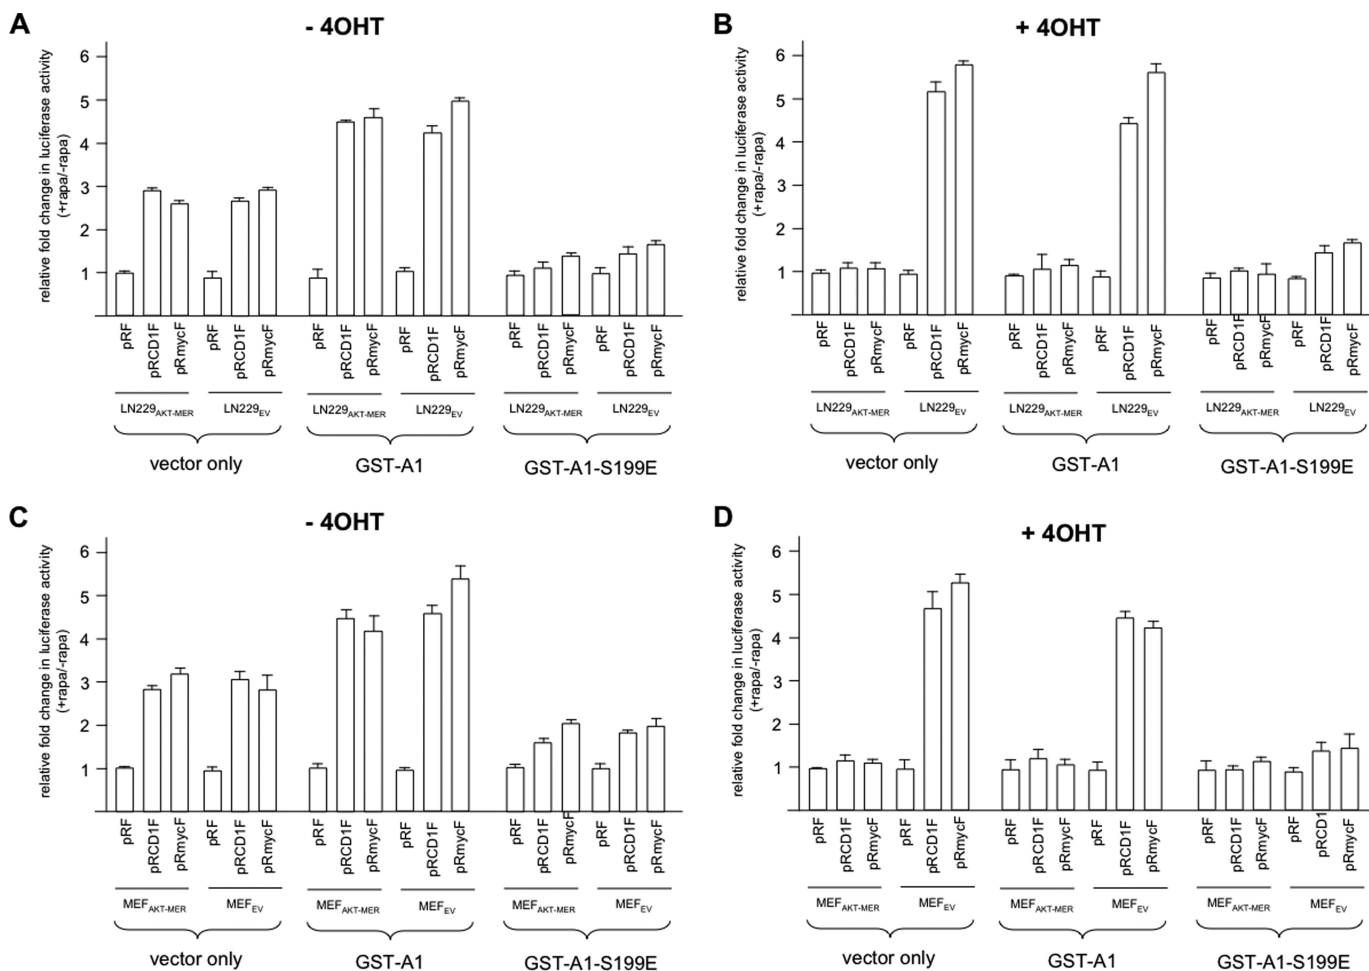 A
- 4OHT
relative fold change in luciferase activity
(+rapa/-rapa)
6
5
4
3
2
1
pRF pRCD1F pRmycF pRF pRCD1F pRmycF pRF pRCD1F pRmycF pRF pRCD1F pRmycF pRF pRCD1F pRmycF pRF pRCD1F pRmycF
LN229AKT-MER LN229EV LN229AKT-MER LN229EV LN229AKT-MER LN229EV
vector only GST-A1 GST-A1-S199E
B
+ 4OHT
relative fold change in luciferase activity
(+rapa/-rapa)
6
5
4
3
2
1
pRF pRCD1F pRmycF pRF pRCD1F pRmycF pRF pRCD1F pRmycF pRF pRCD1F pRmycF pRF pRCD1F pRmycF pRF pRCD1F pRmycF
LN229AKT-MER LN229EV LN229AKT-MER LN229EV LN229AKT-MER LN229EV
vector only GST-A1 GST-A1-S199E
C
- 4OHT
relative fold change in luciferase activity
(+rapa/-rapa)
6
5
4
3
2
1
pRF pRCD1F pRmycF pRF pRCD1F pRmycF pRF pRCD1F pRmycF pRF pRCD1F pRmycF pRF pRCD1F pRmycF pRF pRCD1F pRmycF
MEFAKT-MER MEFEV MEFAKT-MER MEFEV MEFAKT-MER MEFEV
vector only GST-A1 GST-A1-S199E
D
+ 4OHT
relative fold change in luciferase activity
(+rapa/-rapa)
6
5
4
3
2
1
pRF pRCD1F pRmycF pRF pRCD1F pRmycF pRF pRCD1F pRmycF pRF pRCD1F pRmycF pRF pRCD1F pRmycF pRF pRCD1 pRmycF
MEFAKT-MER MEFEV MEFAKT-MER MEFEV MEFAKT-MER MEFEV
vector only GST-A1 GST-A1-S199E